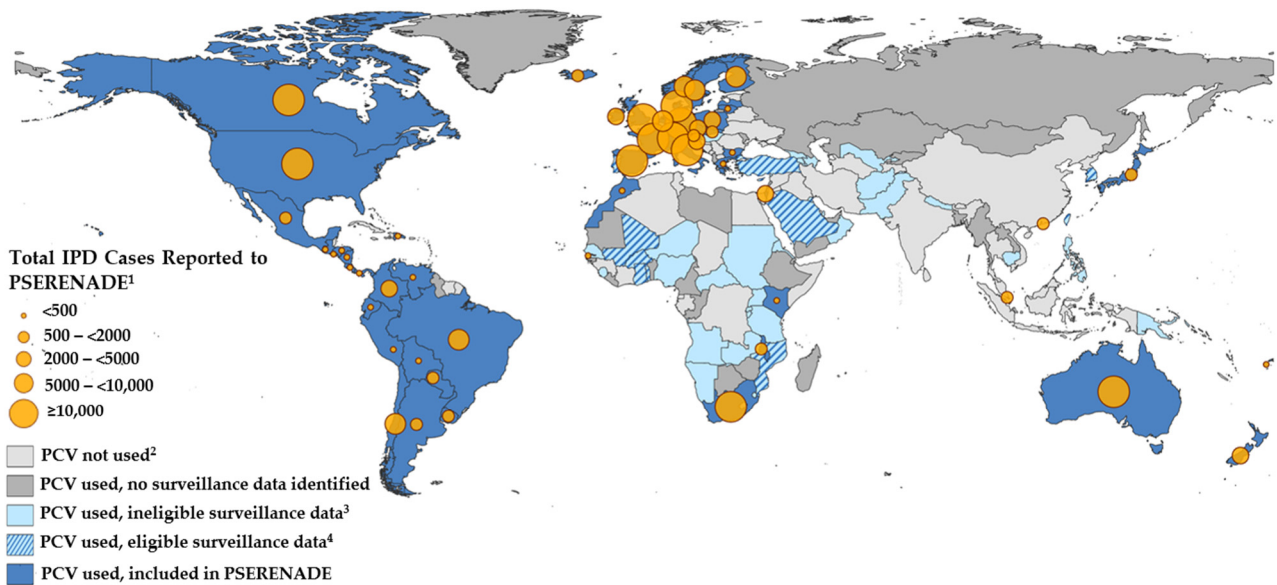 Total IPD Cases Reported to
PSERENADE¹
<500
500 – <2000
2000 – <5000
5000 – <10,000
≥10,000
PCV not used²
PCV used, no surveillance data identified
PCV used, ineligible surveillance data³
PCV used, eligible surveillance data⁴
PCV used, included in PSERENADE